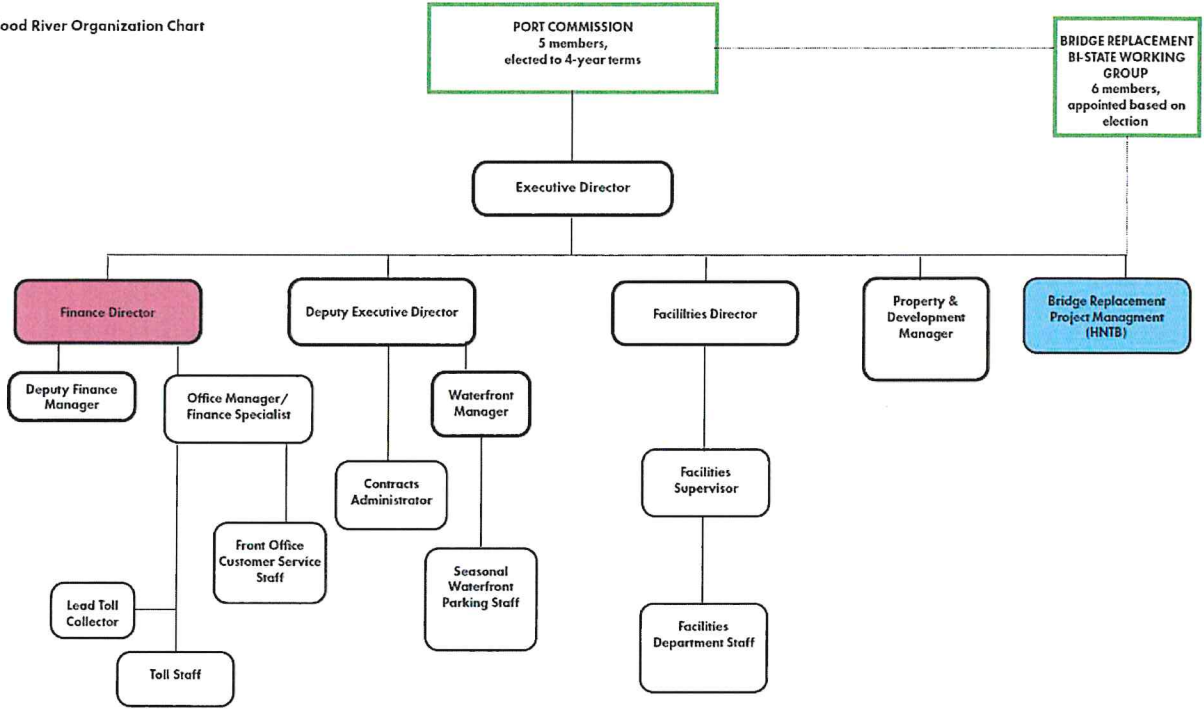 ood River Organization Chart
PORT COMMISSION
5 members,
elected to 4-year terms
BRIDGE REPLACEMENT
BI-STATE WORKING
GROUP
6 members,
appointed based on
election
Executive Director
Finance Director
Deputy Executive Director
Facililtries Director
Property &
Development
Manager
Bridge Replacement
Project Managment
(HNTB)
Deputy Finance
Manager
Office Manager/
Finance Specialist
Waterfront
Manager
Contracts
Administrator
Facilities
Supervisor
Front Office
Customer Service
Staff
Seasonal
Waterfront
Parking Staff
Lead Toll
Collector
Facilities
Department Staff
Toll Staff